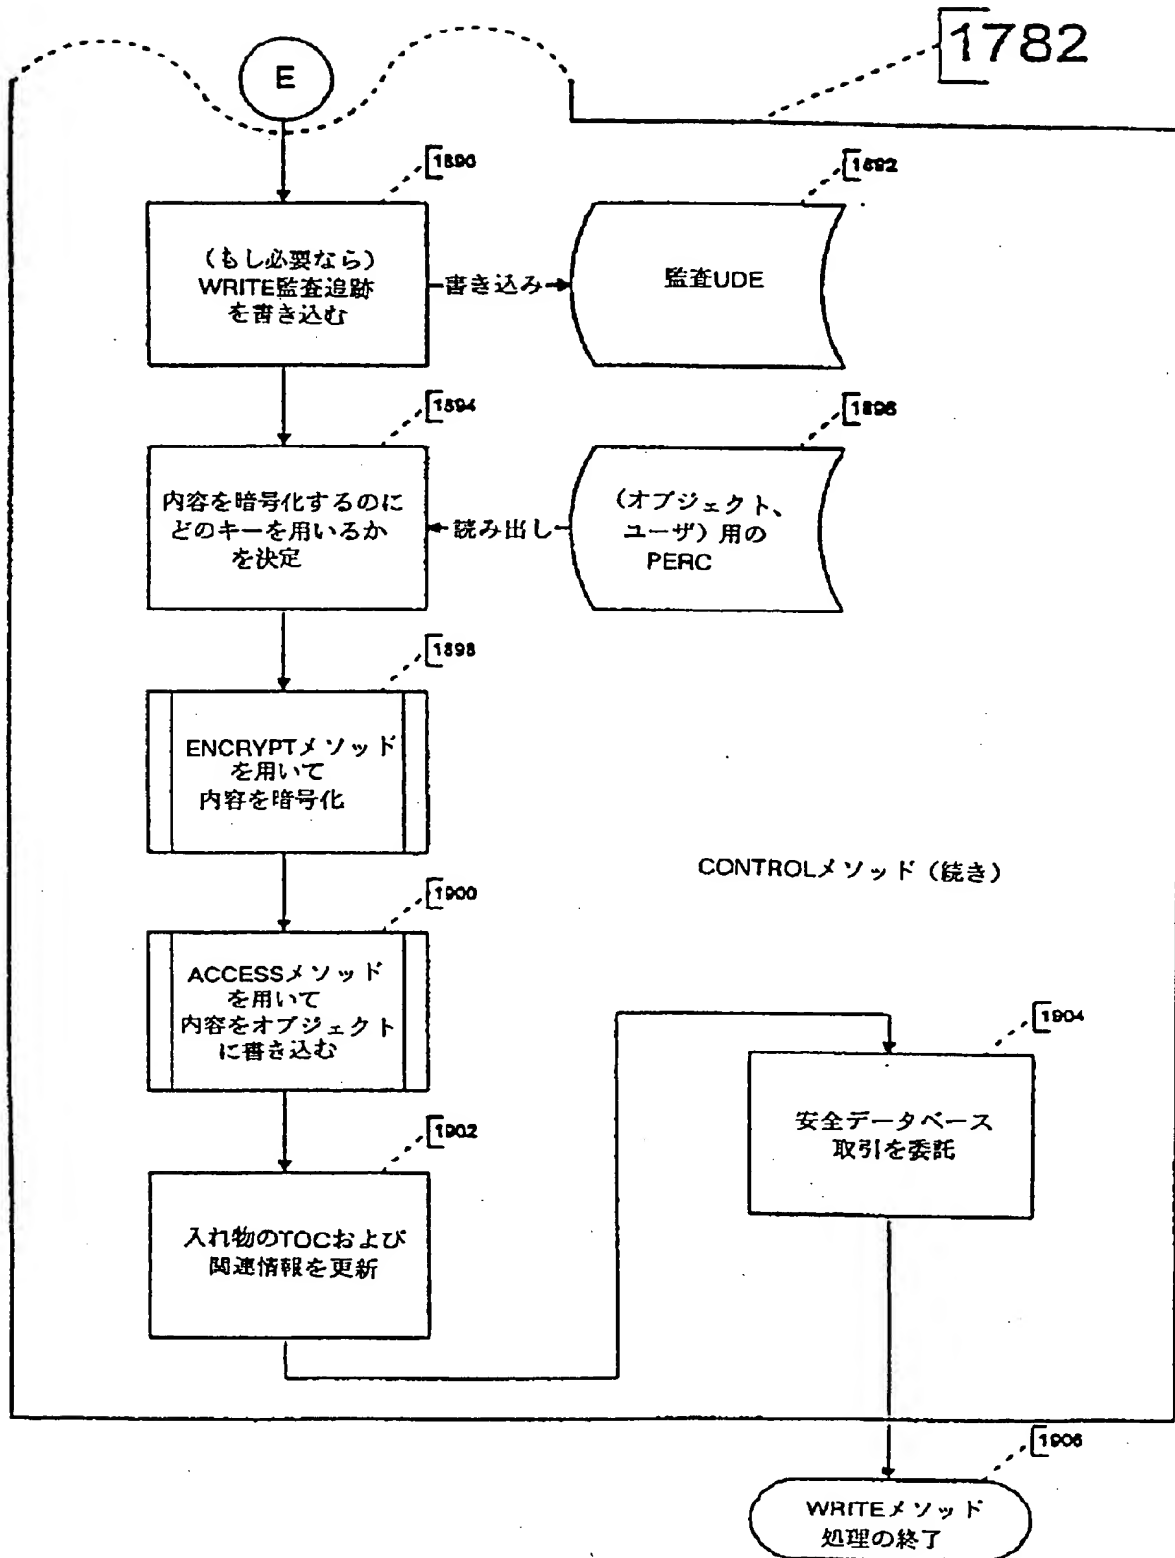 1782
E
1890
(もし必要なら)
WRITE監査追跡
を書き込む
書き込み
1892
監査UDE
1894
内容を暗号化するのに
どのキーを用いるか
を決定
読み出し
1896
(オブジェクト、
ユーザ)用の
PERC
1898
ENCRYPTメソッド
を用いて
内容を暗号化
CONTROLメソッド(続き)
1900
ACCESSメソッド
を用いて
内容をオブジェクト
に書き込む
1902
入れ物のTOCおよび
関連情報を更新
1904
安全データベース
取引を委託
1906
WRITEメソッド
処理の終了